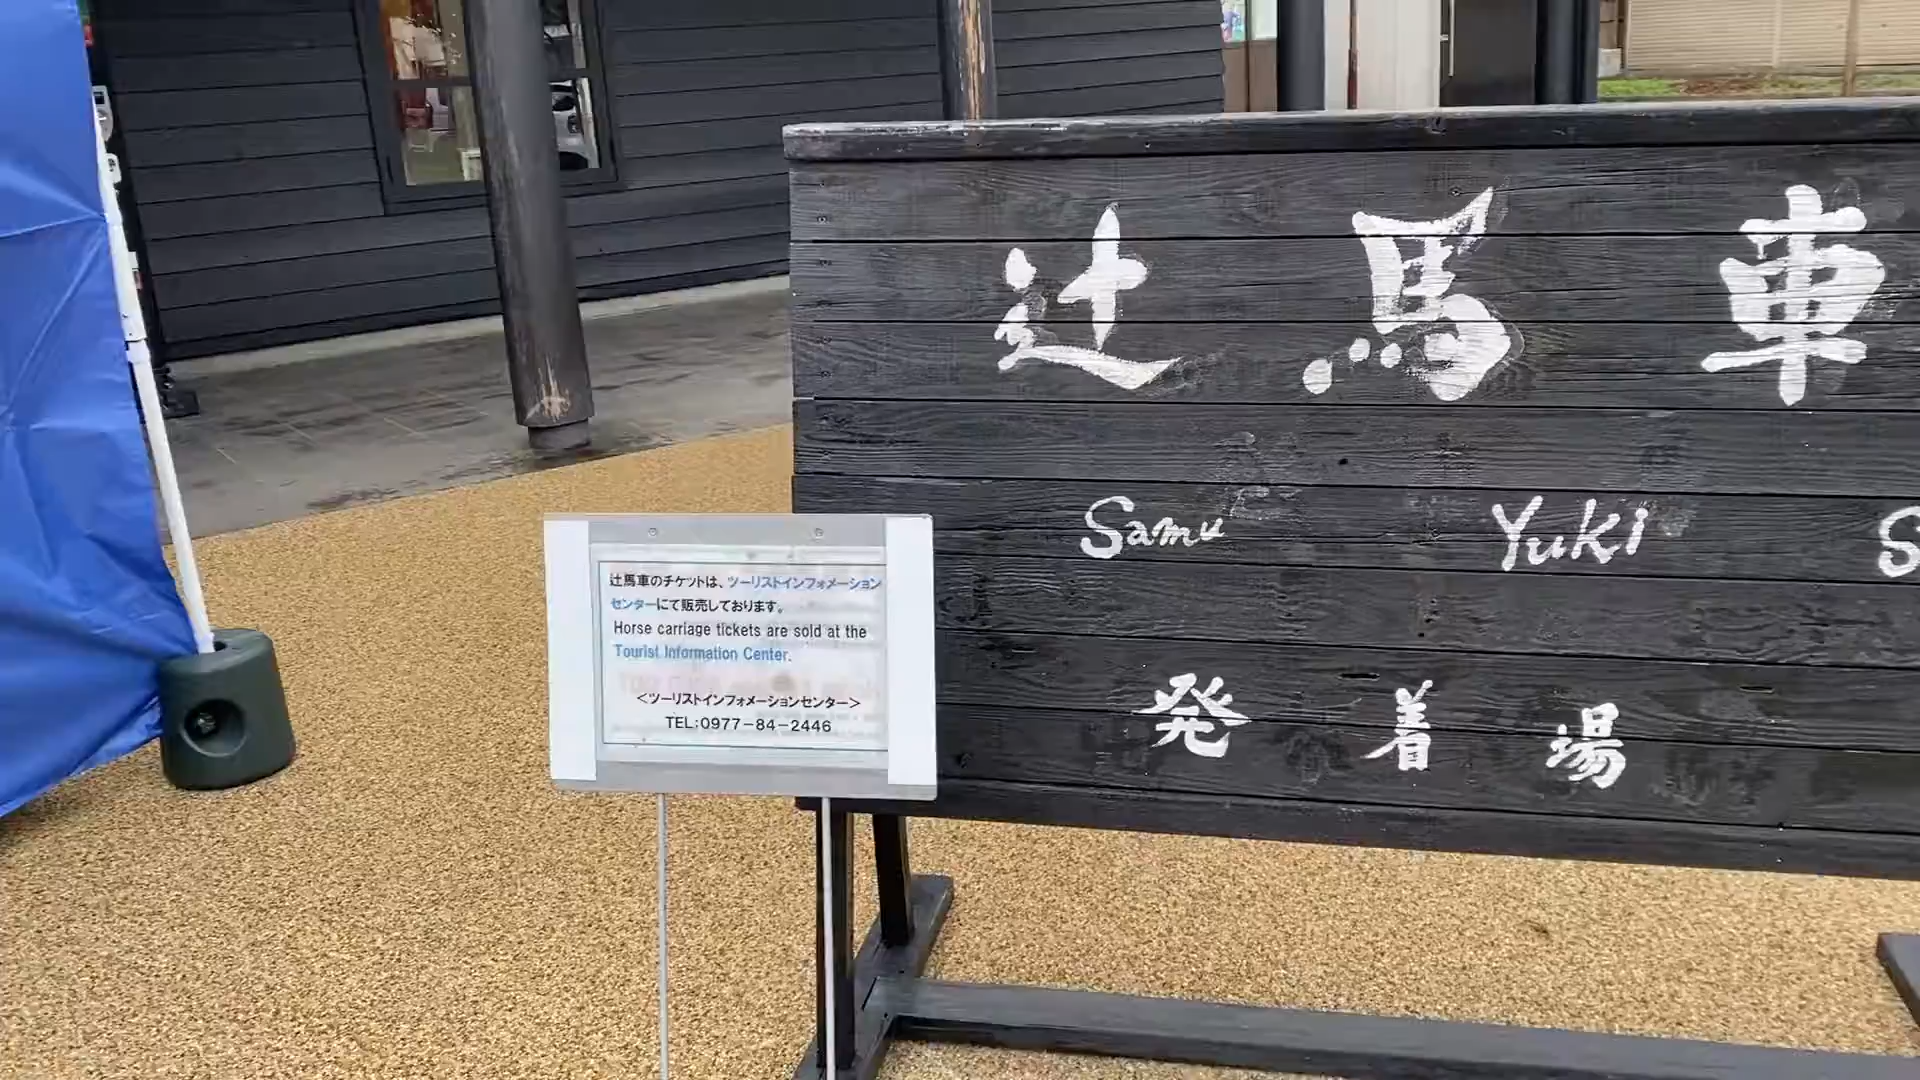 辻馬車
Samu Yuki S
発着場
辻馬車のチケットは、ツーリストインフォメーション
センターにて販売しております。
Horse carriage tickets are sold at the
Tourist Information Center.
＜ツーリストインフォメーションセンター＞
TEL:0977-84-2446